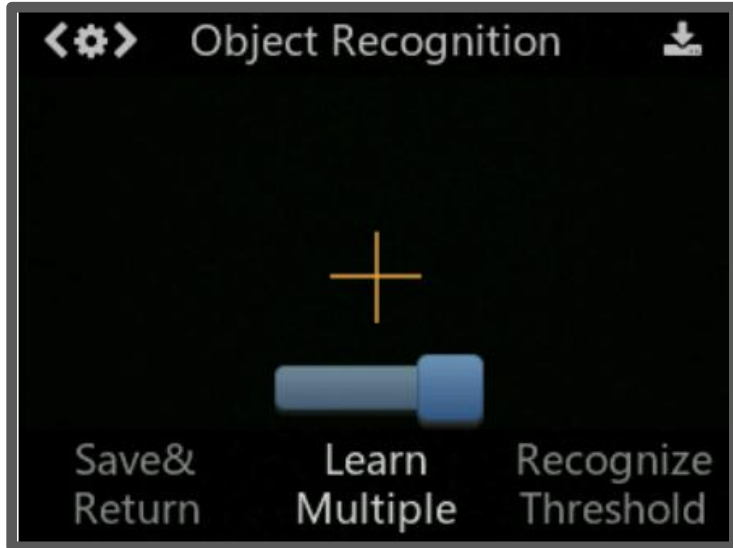 Object Recognition
Save&
Return
Learn
Multiple
Recognize
Threshold